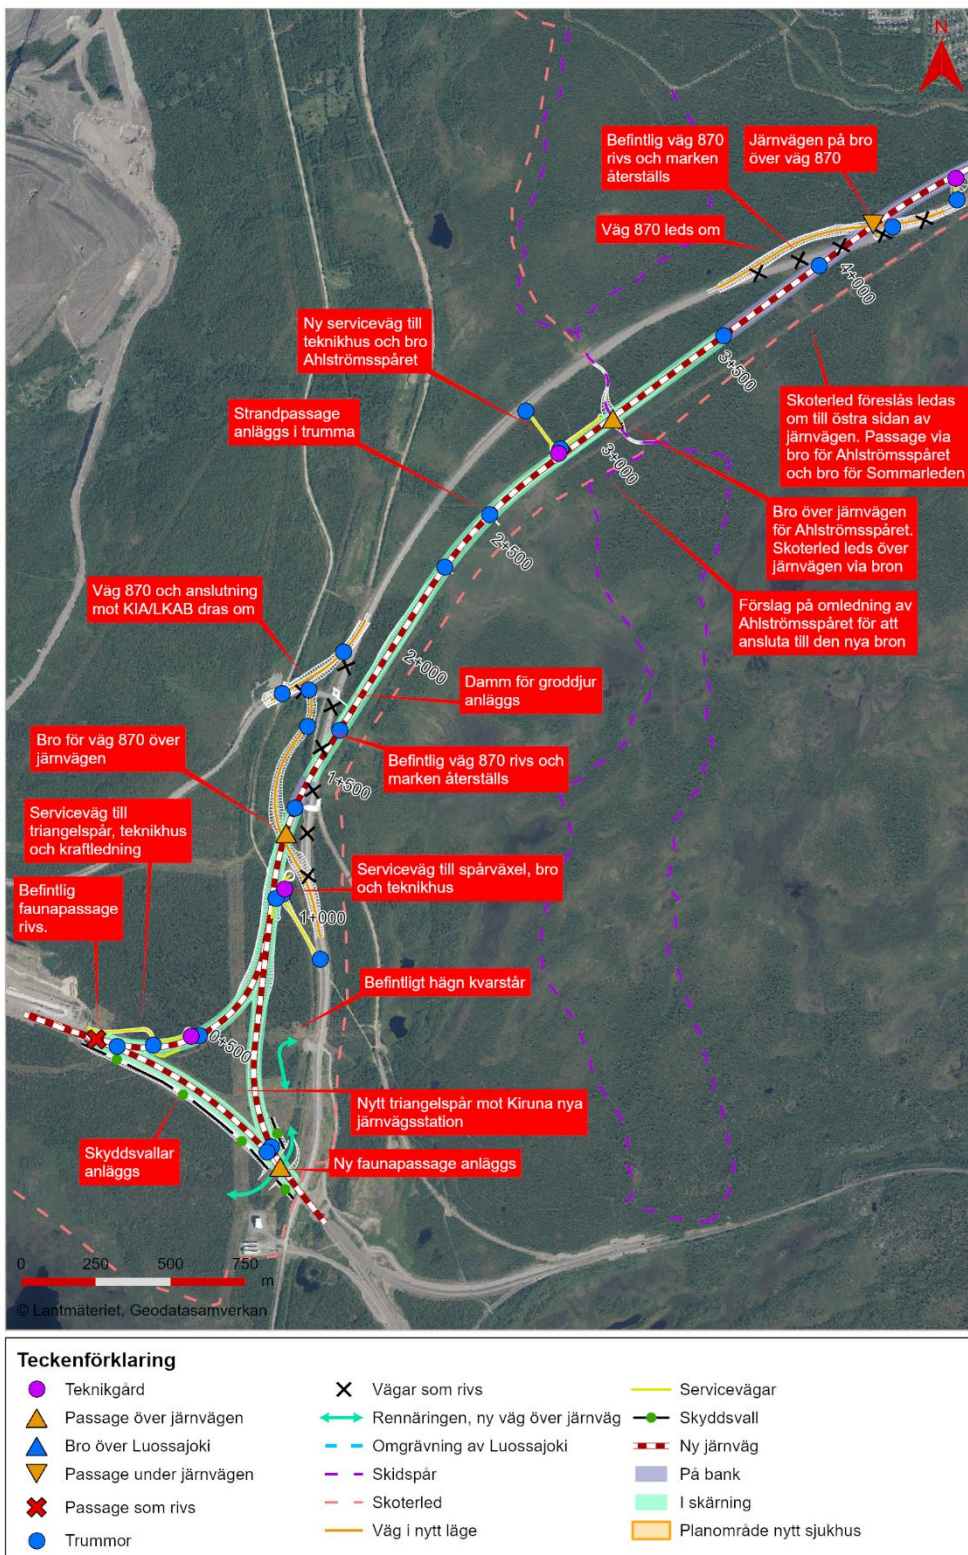 N
Befintlig väg 870
rivs och marken
återställs
Järnvägen på bro
över väg 870
Väg 870 leds om
4+000
Ny serviceväg till
teknikhus och bro
Ahlströmsspåret
3+500
Skoterled föreslås ledas
om till östra sidan av
järnvägen. Passage via
bro för Ahlströmsspåret
och bro för Sommarleden
Strandpassage
anläggs i trumma
3+000
Bro över järnvägen
för Ahlströmsspåret.
Skoterled leds över
järnvägen via bron
2+500
Väg 870 och anslutning
mot KIA/LKAB dras om
Förslag på omledning av
Ahlströmsspåret för att
ansluta till den nya bron
2+000
Damm för groddjur
anläggs
Bro för väg 870 över
järnvägen
Befintlig väg 870 rivs och
marken återställs
1+500
Serviceväg till
triangelspår, teknikhus
och kraftledning
Serviceväg till spårväxel, bro
och teknikhus
Befintlig
faunapassage
rivs.
1+000
Befintligt hägn kvarstår
0+500
Nytt triangelspår mot Kiruna nya
järnvägsstation
Skyddsvallar
anläggs
Ny faunapassage anläggs
0 250 500 750
m
© Lantmäteriet, Geodatasamverkan
Teckenförklaring
Teknikgård
Passage över järnvägen
Bro över Luossajoki
Passage under järnvägen
Passage som rivs
Trummor
Vägar som rivs
Rennäringen, ny väg över järnväg
Omgrävning av Luossajoki
Skidspår
Skoterled
Väg i nytt läge
Servicevägar
Skyddsvall
Ny järnväg
På bank
I skärning
Planområde nytt sjukhus